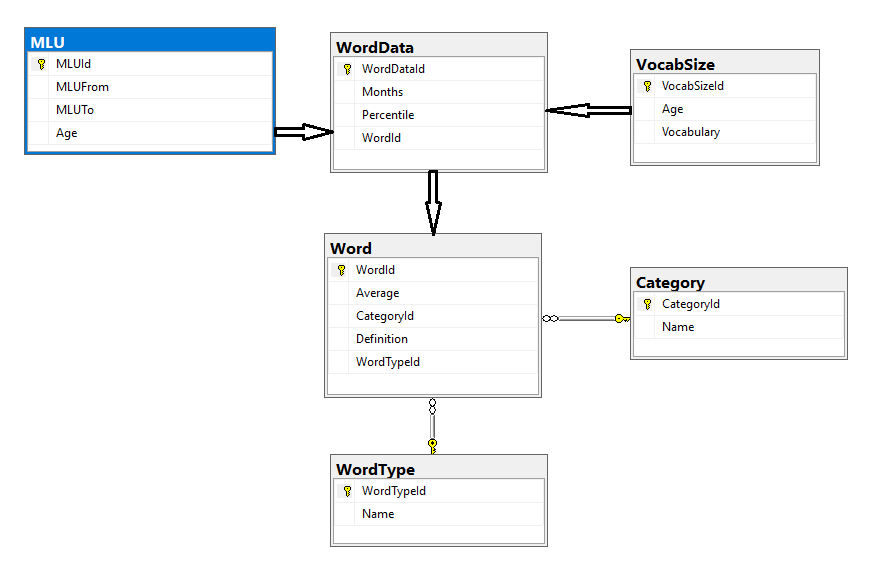 MLU
MLUId
MLUFrom
MLUTo
Age
WordData
WordDataId
Months
Percentile
WordId
VocabSize
VocabSizeId
Age
Vocabulary
Word
WordId
Average
CategoryId
Definition
WordTypeId
Category
CategoryId
Name
WordType
WordTypeId
Name